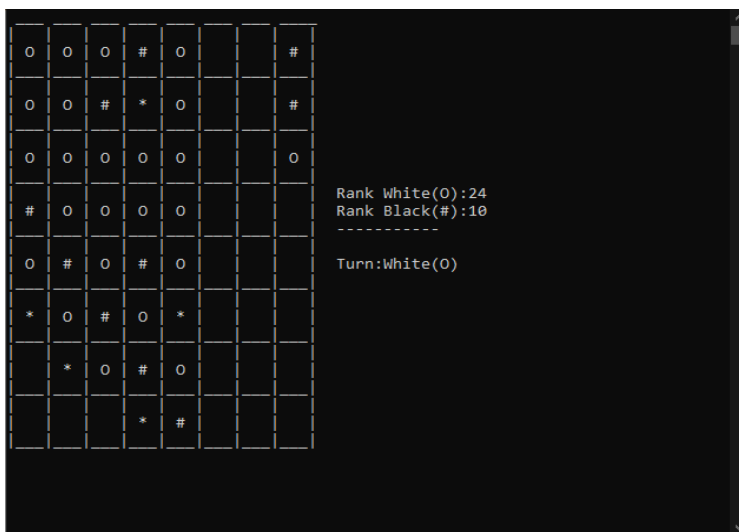 O O O # O #
O O # * O #
O O O O O O
# O O O O
O # O # O
* O # O *
* O # O
* #
Rank White(O):24
Rank Black(#):10
-----------
Turn:White(O)